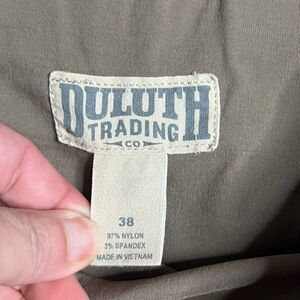 DULUTH
TRADING
CO
38
97% NYLON
3% SPANDEX
MADE IN VIETNAM